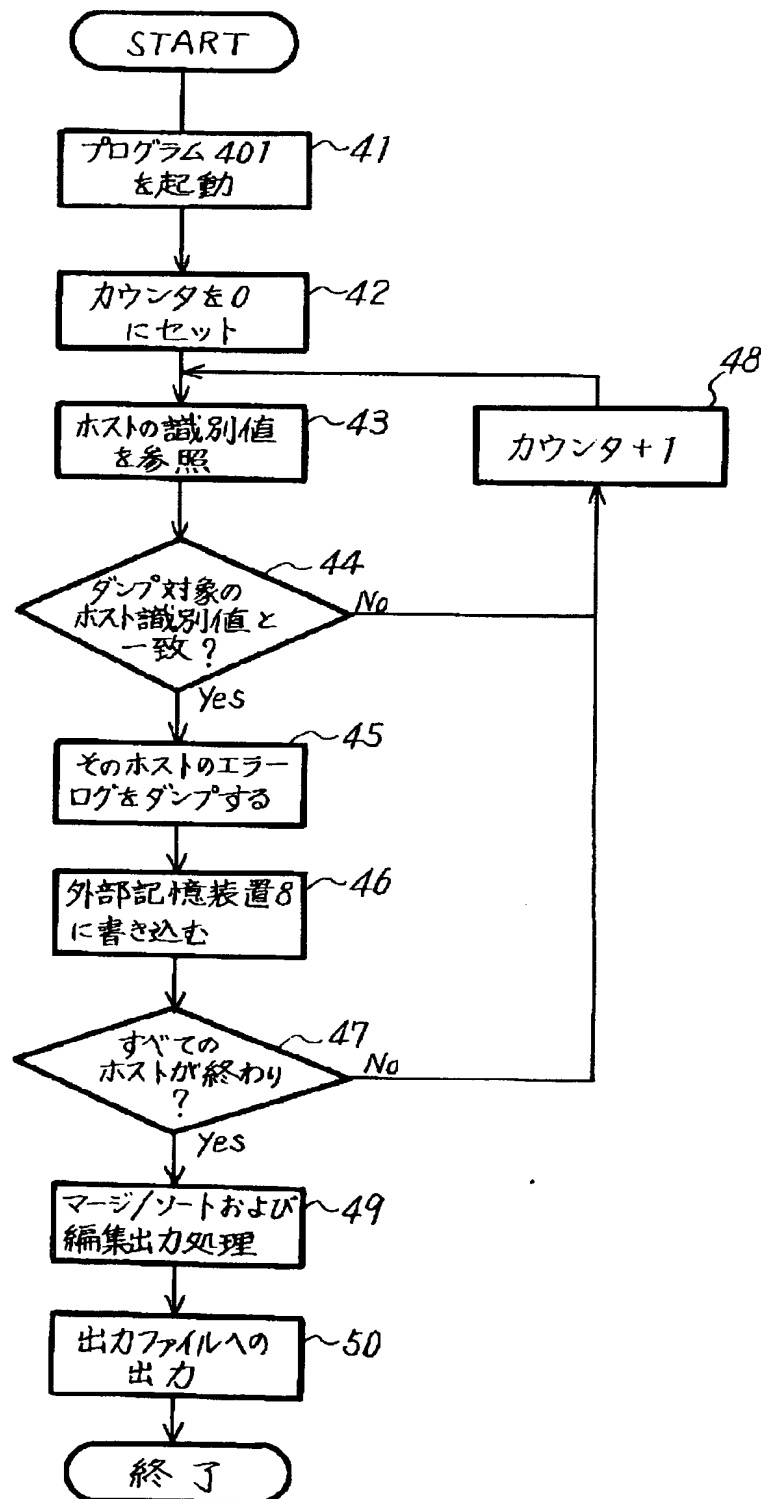 START
プログラム401
を起動
41
カウンタを0
にセット
42
ホストの識別値
を参照
43
カウンタ+1
48
ダンプ対象の
ホスト識別値と
一致?
44
No
Yes
そのホストのエラー
ログをダンプする
45
外部記憶装置8
に書き込む
46
すべての
ホストが終わり
?
47
No
Yes
マージ/ソートおよび
編集出力処理
49
出力ファイルへの
出力
50
終了